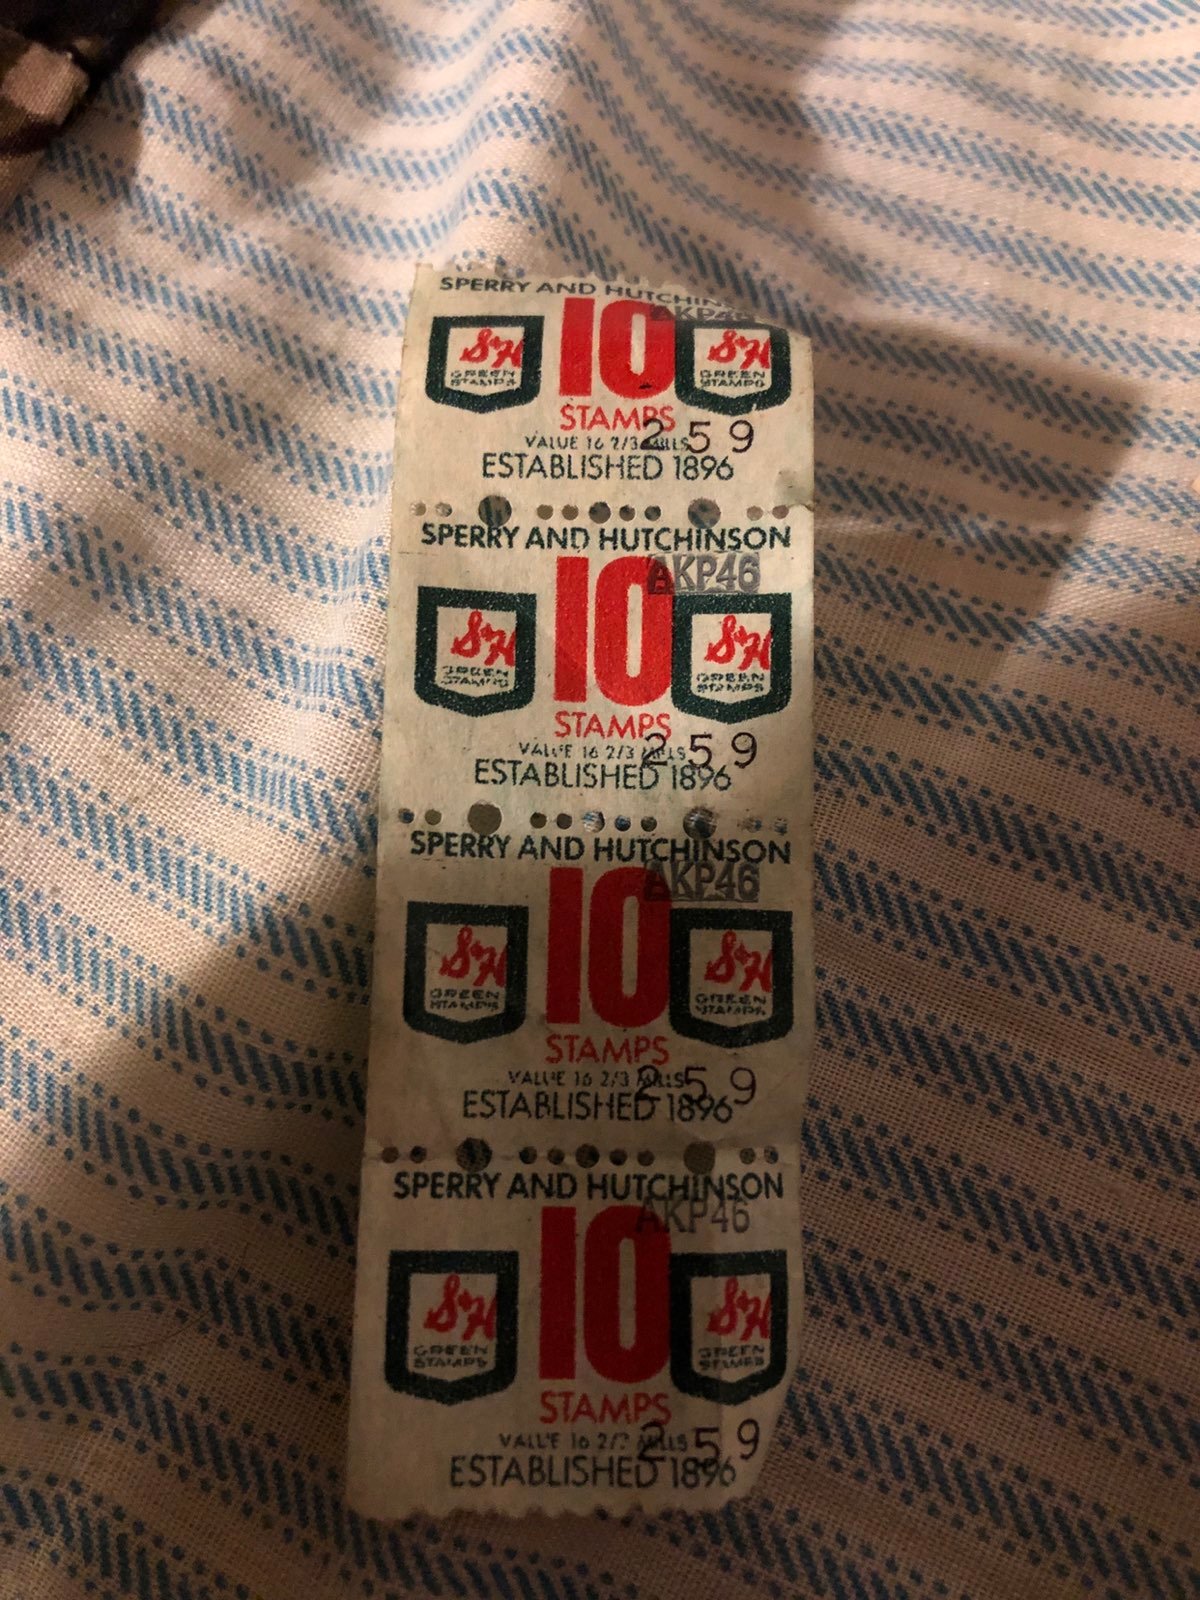 SPERRY AND HUTCHIN
AKP46
S&H 10 S&H
GREEN STAMPS GREEN STAMPS
STAMPS
259
VALUE 16 2/3 MILLS
ESTABLISHED 1896
SPERRY AND HUTCHINSON
AKP46
S&H 10 S&H
GREEN STAMPS GREEN STAMPS
STAMPS
259
VALUE 16 2/3 MILLS
ESTABLISHED 1896
SPERRY AND HUTCHINSON
AKP46
S&H 10 S&H
GREEN STAMPS GREEN STAMPS
STAMPS
259
VALUE 16 2/3 MILLS
ESTABLISHED 1896
SPERRY AND HUTCHINSON
AKP46
S&H 10 S&H
GREEN STAMPS GREEN STAMPS
STAMPS
259
VALUE 16 2/3 MILLS
ESTABLISHED 1896